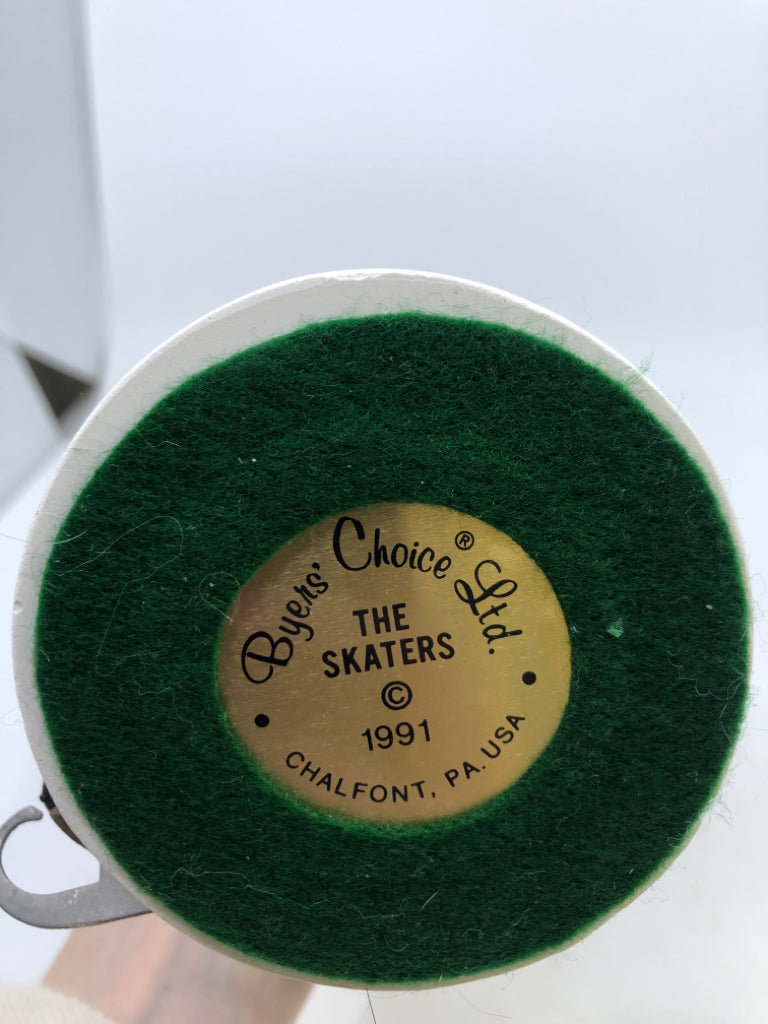 Byers' Choice® Ltd.
THE
SKATERS
©
1991
CHALFONT, PA. USA